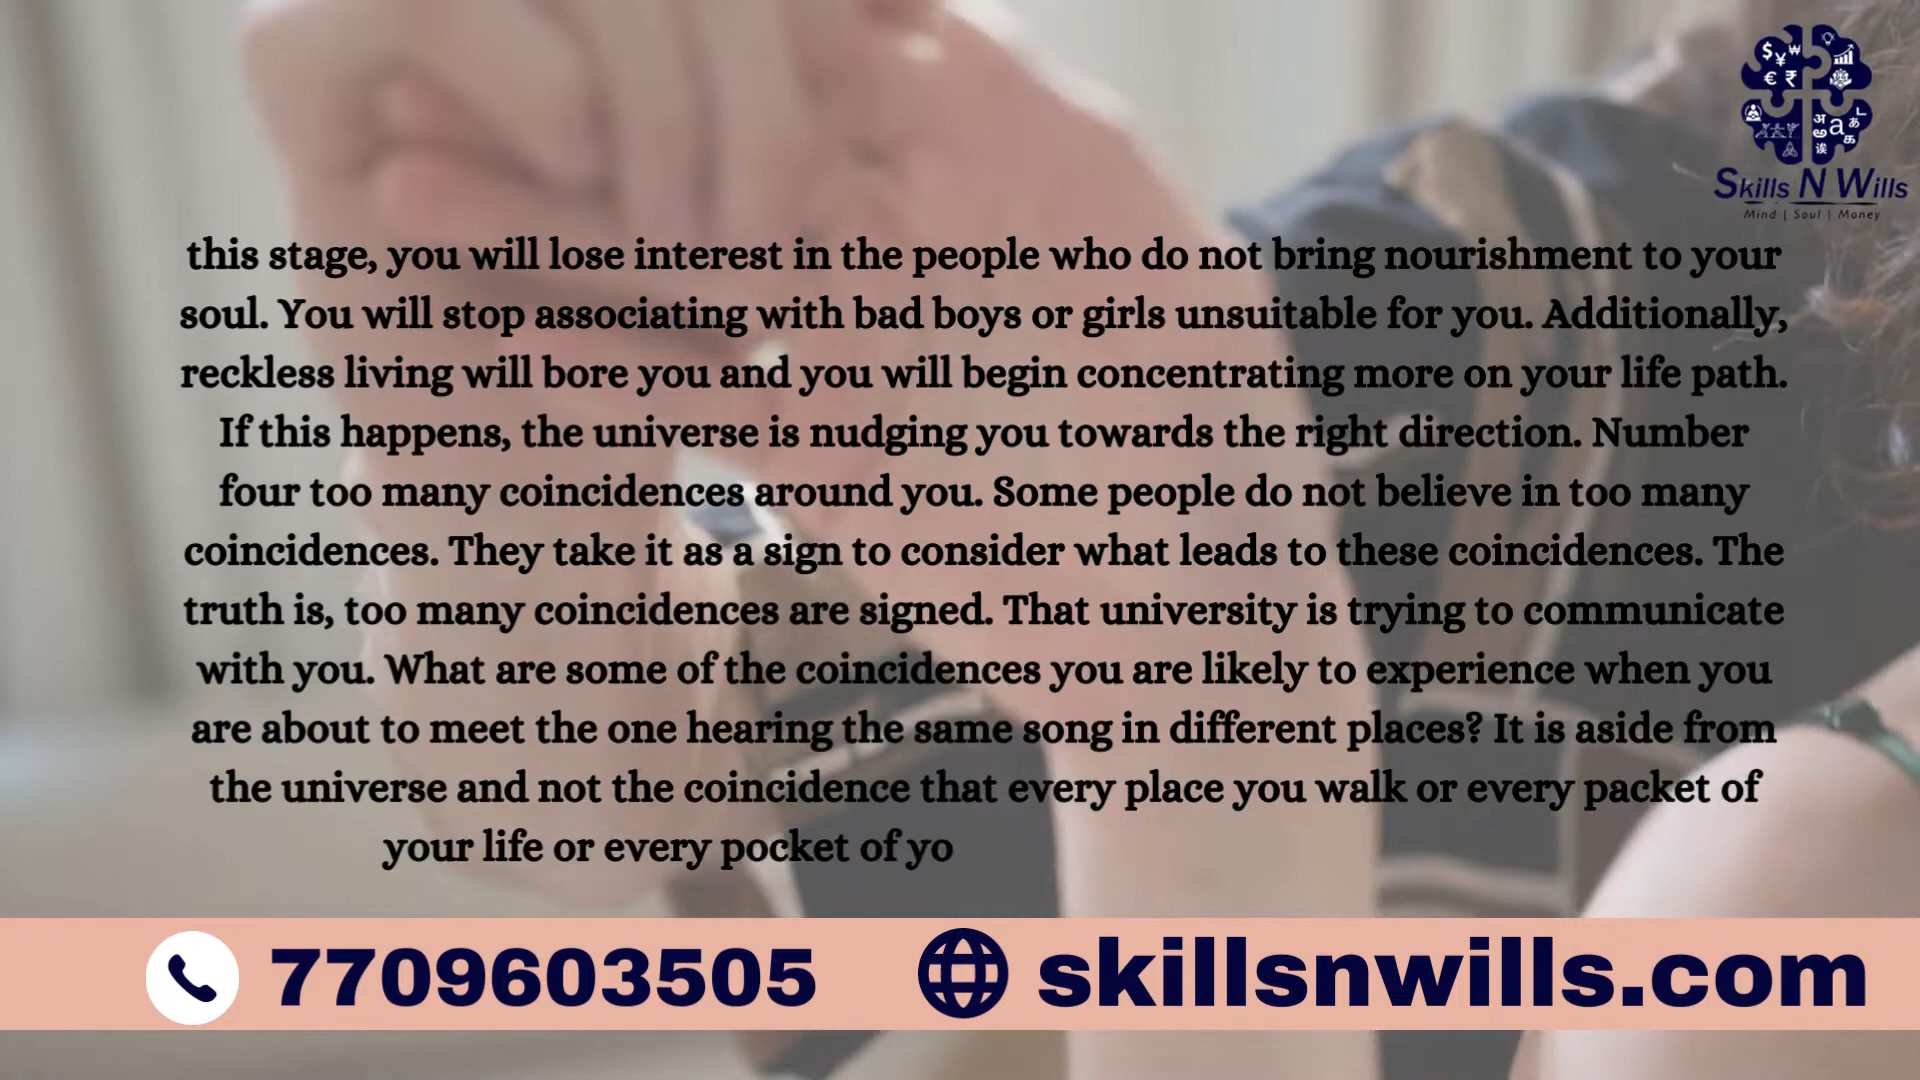 $ ¥ ₩
€ ₹
अ
a
あ
诶
Skills N Wills
Mind | Soul | Money
this stage, you will lose interest in the people who do not bring nourishment to your
soul. You will stop associating with bad boys or girls unsuitable for you. Additionally,
reckless living will bore you and you will begin concentrating more on your life path.
If this happens, the universe is nudging you towards the right direction. Number
four too many coincidences around you. Some people do not believe in too many
coincidences. They take it as a sign to consider what leads to these coincidences. The
truth is, too many coincidences are signed. That university is trying to communicate
with you. What are some of the coincidences you are likely to experience when you
are about to meet the one hearing the same song in different places? It is aside from
the universe and not the coincidence that every place you walk or every packet of
your life or every pocket of yo
7709603505
skillsnwills.com